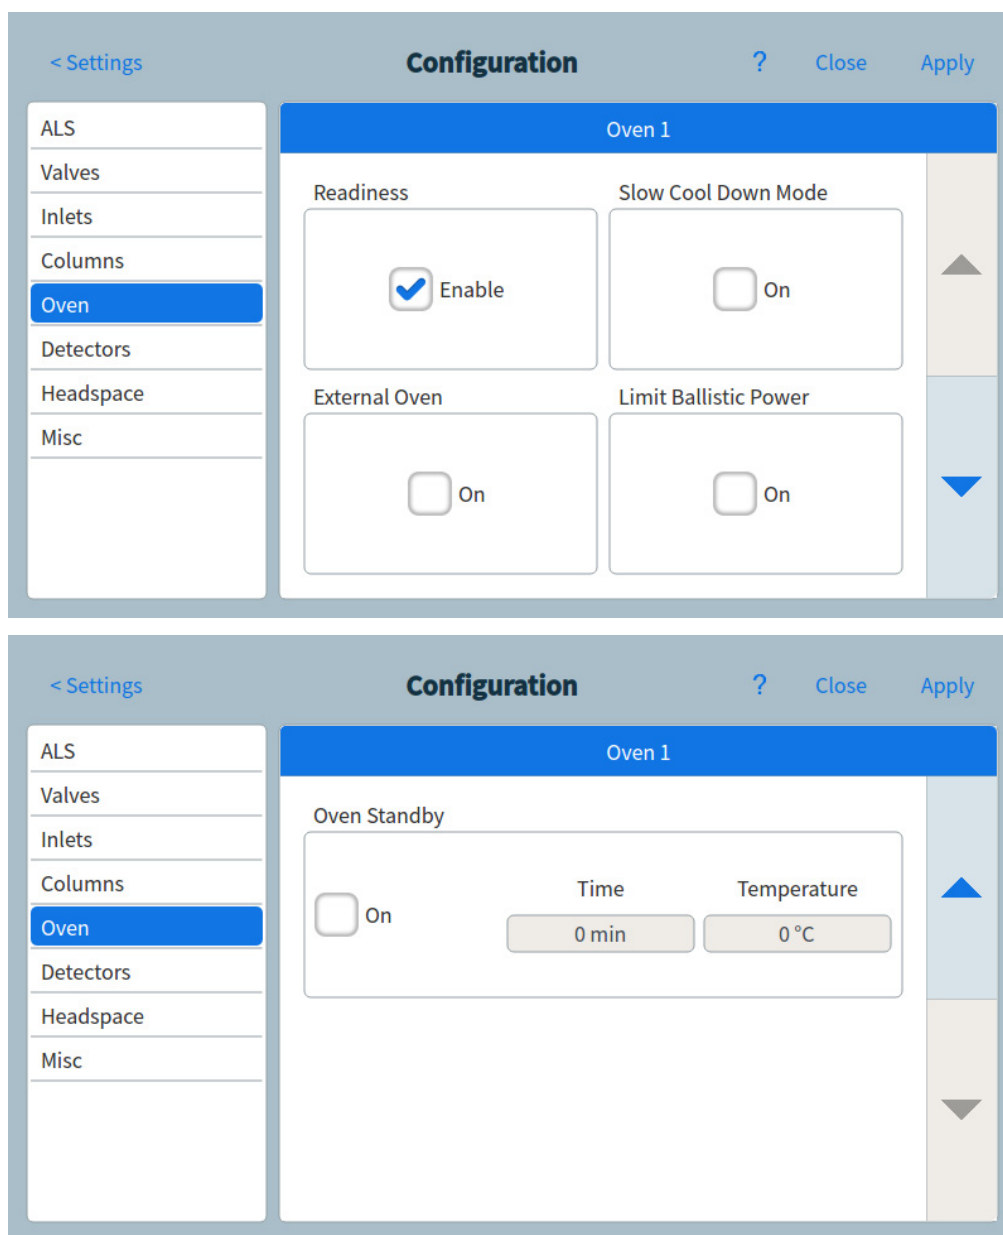 < Settings
Configuration
?
Close
Apply
ALS
Valves
Inlets
Columns
Oven
Detectors
Headspace
Misc
Oven 1
Readiness
Slow Cool Down Mode
Enable
On
External Oven
Limit Ballistic Power
On
On
< Settings
Configuration
?
Close
Apply
ALS
Valves
Inlets
Columns
Oven
Detectors
Headspace
Misc
Oven 1
Oven Standby
On
Time
Temperature
0 min
0 °C